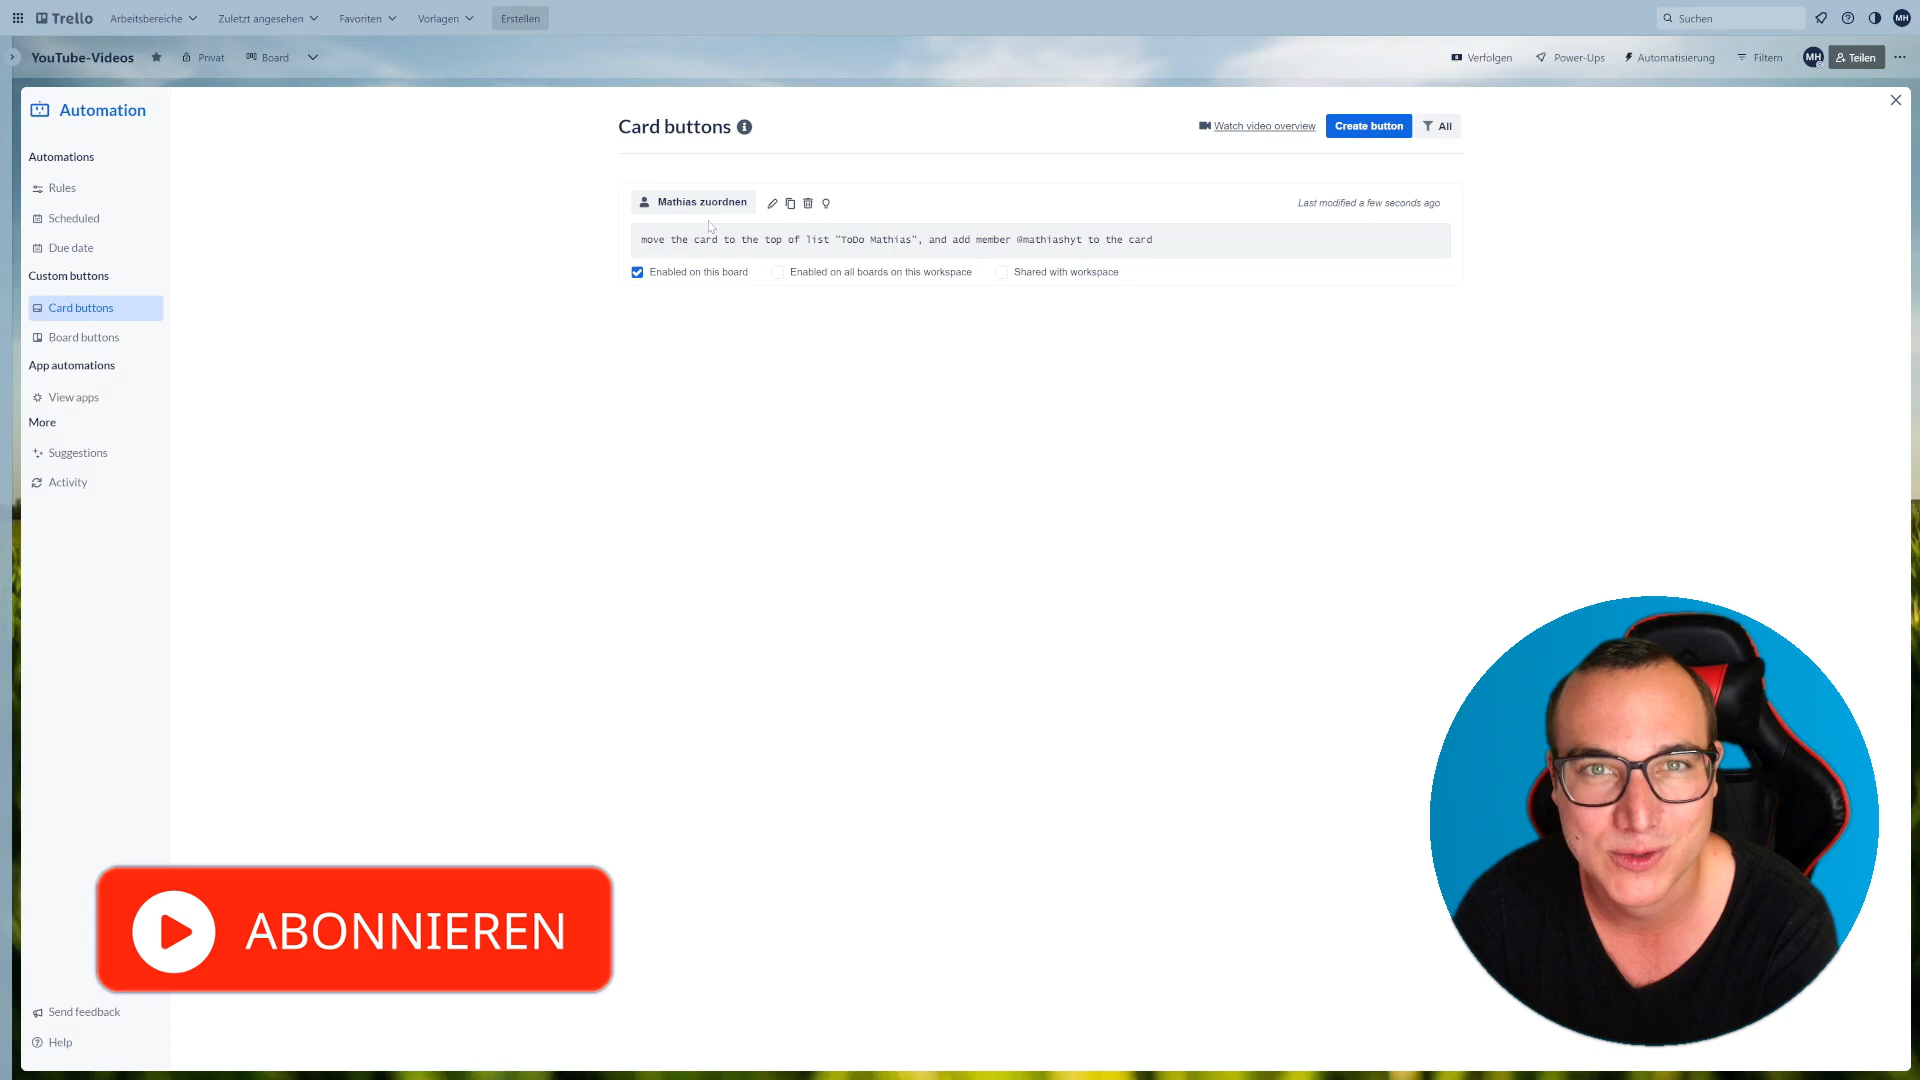 Trello Arbeitsbereiche Zuletzt angesehen Favoriten Vorlagen Erstellen Suchen MH
YouTube-Videos Privat Board Verfolgen Power-Ups Automatisierung Filtern MH Teilen
Automation
Automations
Rules
Scheduled
Due date
Custom buttons
Card buttons
Board buttons
App automations
View apps
More
Suggestions
Activity
Card buttons Watch video overview Create button All
Mathias zuordnen Last modified a few seconds ago
move the card to the top of list "ToDo Mathias", and add member @mathiashyt to the card
Enabled on this board Enabled on all boards on this workspace Shared with workspace
ABONNIEREN
Send feedback
Help